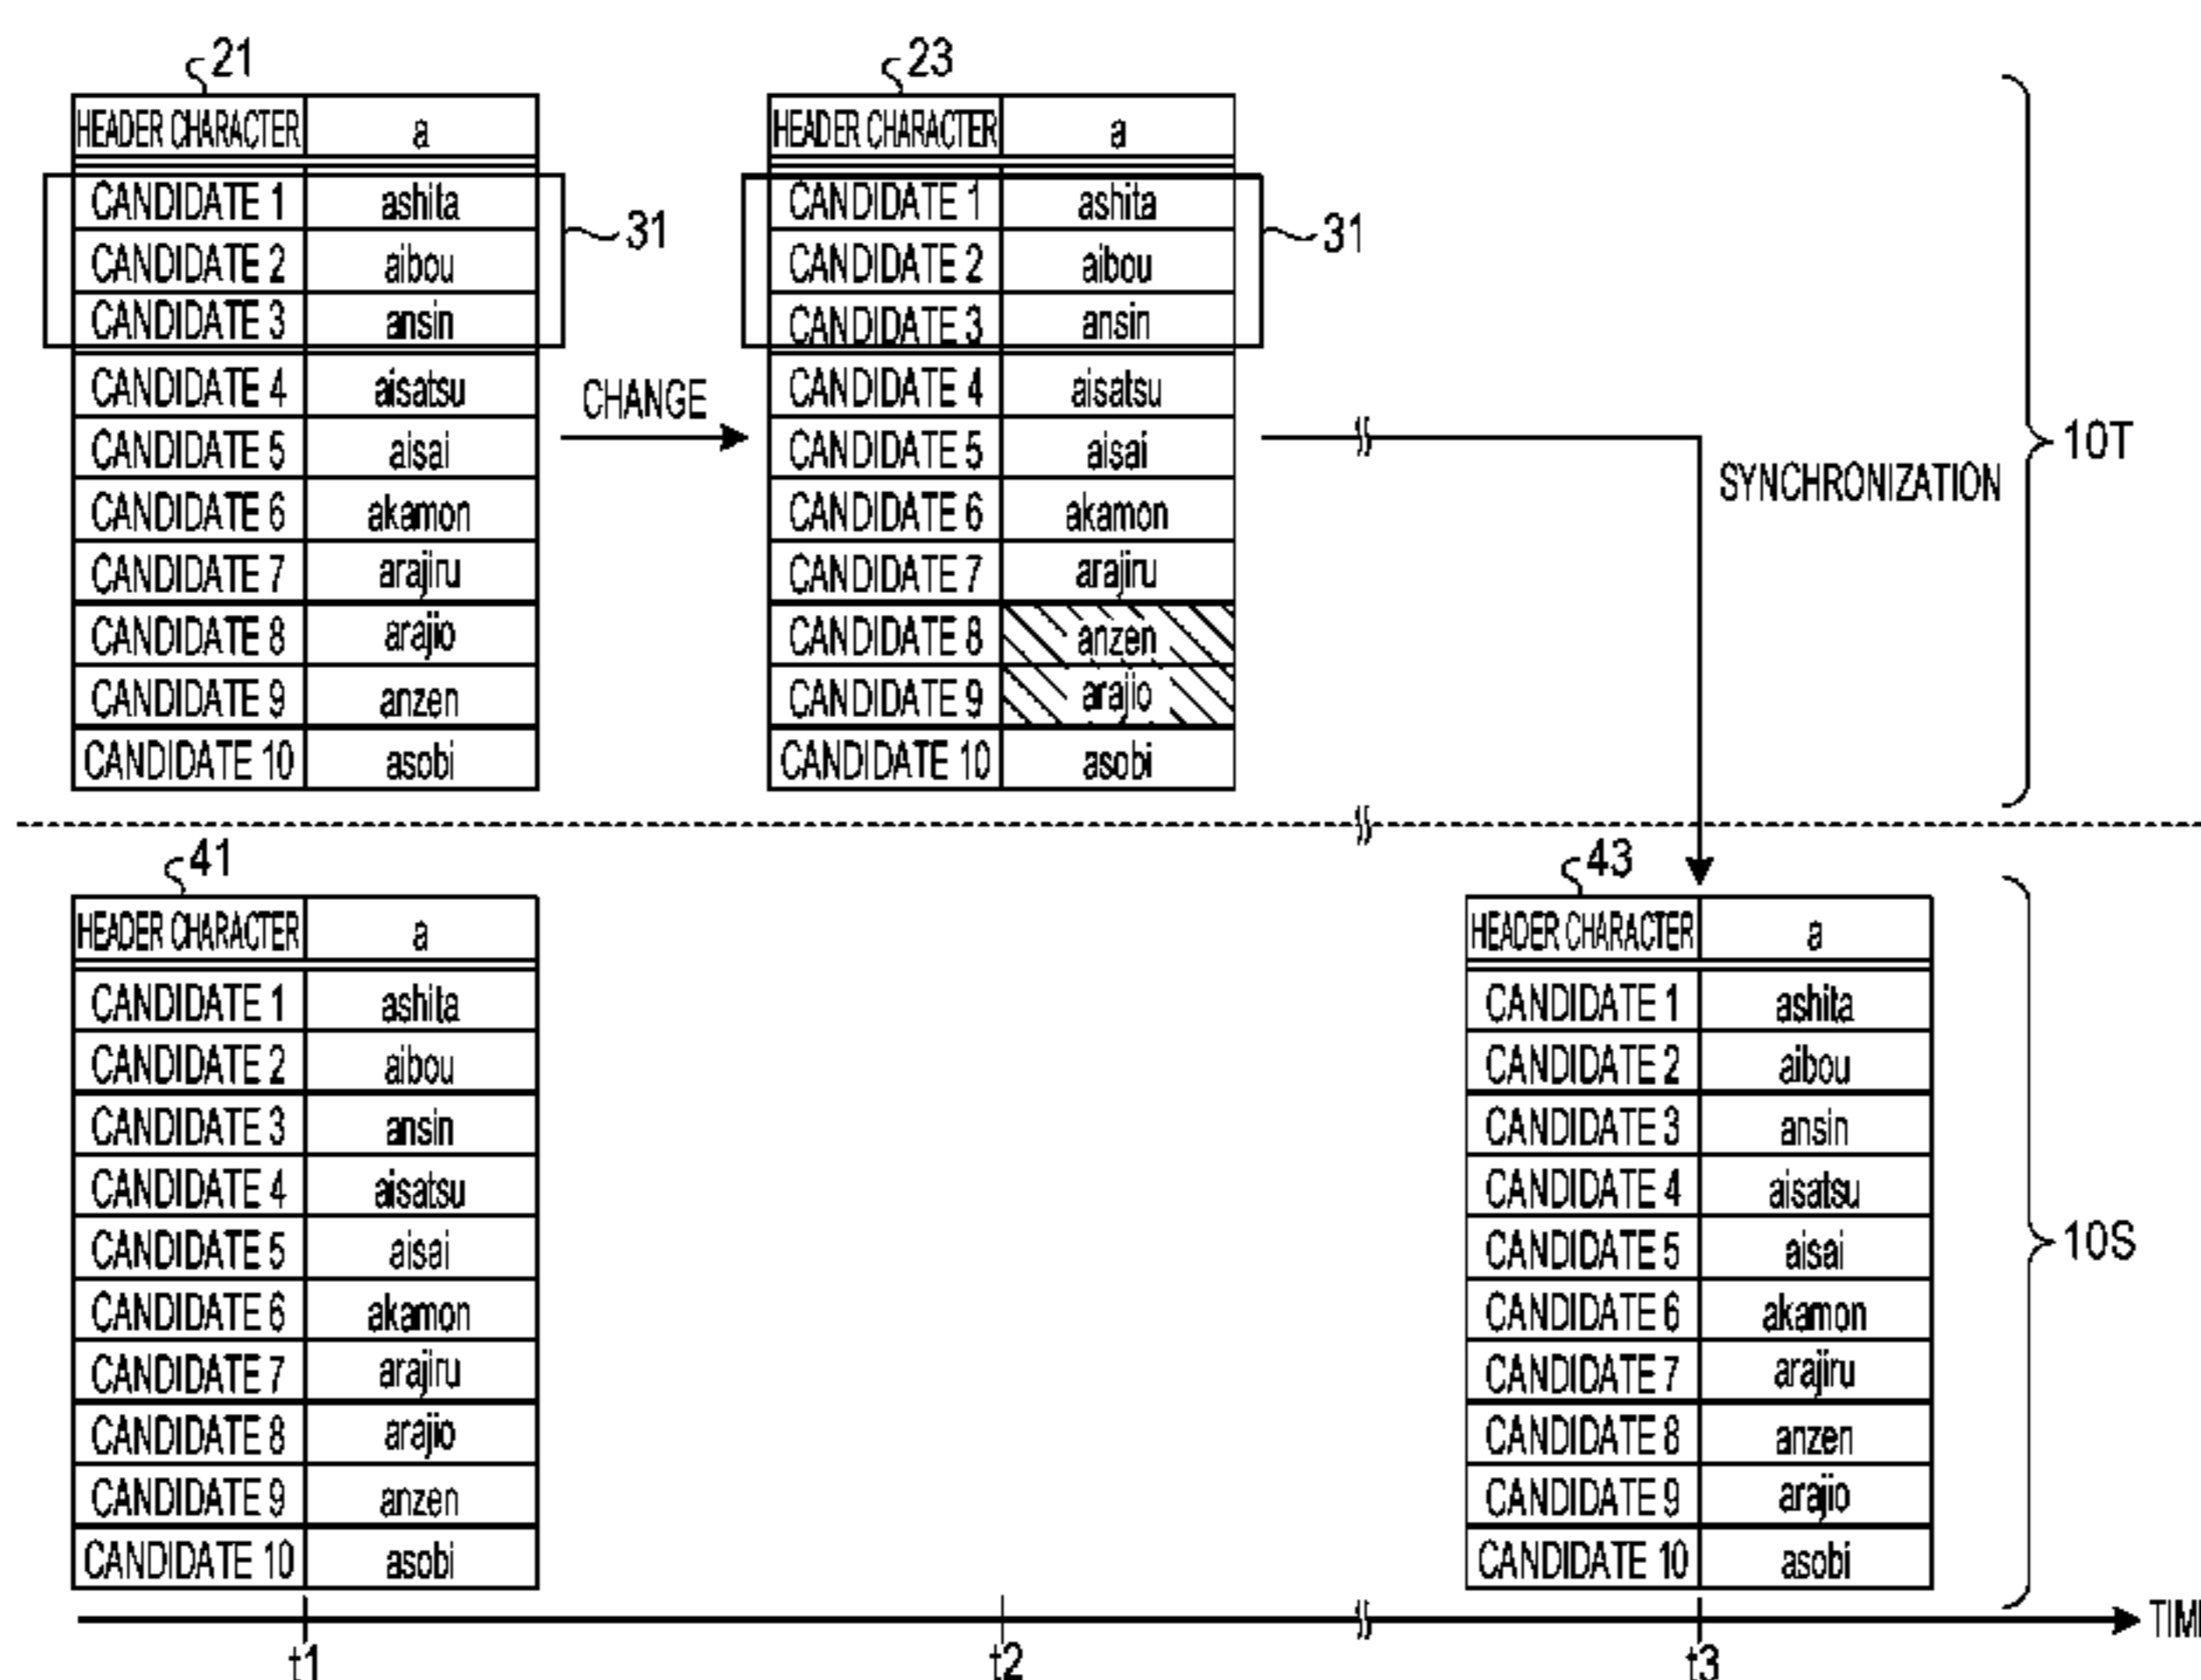 21
HEADER CHARACTER a
CANDIDATE 1 ashita
CANDIDATE 2 aibou
CANDIDATE 3 ansin
CANDIDATE 4 aisatsu
CANDIDATE 5 aisai
CANDIDATE 6 akamon
CANDIDATE 7 arajiru
CANDIDATE 8 arajio
CANDIDATE 9 anzen
CANDIDATE 10 asobi
31
CHANGE
23
HEADER CHARACTER a
CANDIDATE 1 ashita
CANDIDATE 2 aibou
CANDIDATE 3 ansin
CANDIDATE 4 aisatsu
CANDIDATE 5 aisai
CANDIDATE 6 akamon
CANDIDATE 7 arajiru
CANDIDATE 8 anzen
CANDIDATE 9 arajio
CANDIDATE 10 asobi
31
SYNCHRONIZATION
10T
41
HEADER CHARACTER a
CANDIDATE 1 ashita
CANDIDATE 2 aibou
CANDIDATE 3 ansin
CANDIDATE 4 aisatsu
CANDIDATE 5 aisai
CANDIDATE 6 akamon
CANDIDATE 7 arajiru
CANDIDATE 8 arajio
CANDIDATE 9 anzen
CANDIDATE 10 asobi
43
HEADER CHARACTER a
CANDIDATE 1 ashita
CANDIDATE 2 aibou
CANDIDATE 3 ansin
CANDIDATE 4 aisatsu
CANDIDATE 5 aisai
CANDIDATE 6 akamon
CANDIDATE 7 arajiru
CANDIDATE 8 anzen
CANDIDATE 9 arajio
CANDIDATE 10 asobi
10S
t1 t2 t3